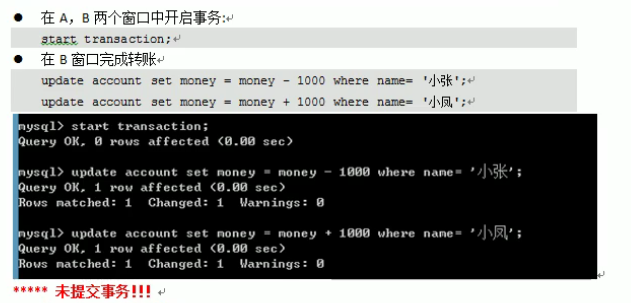 ● 在 A，B 两个窗口中开启事务:
start transaction;
● 在 B 窗口完成转账
update account set money = money - 1000 where name= '小张';
update account set money = money + 1000 where name= '小凤';
mysql> start transaction;
Query OK, 0 rows affected (0.00 sec)
mysql> update account set money = money - 1000 where name= '小张';
Query OK, 1 row affected (0.00 sec)
Rows matched: 1  Changed: 1  Warnings: 0
mysql> update account set money = money + 1000 where name= '小凤';
Query OK, 1 row affected (0.00 sec)
Rows matched: 1  Changed: 1  Warnings: 0
***** 未提交事务!!!